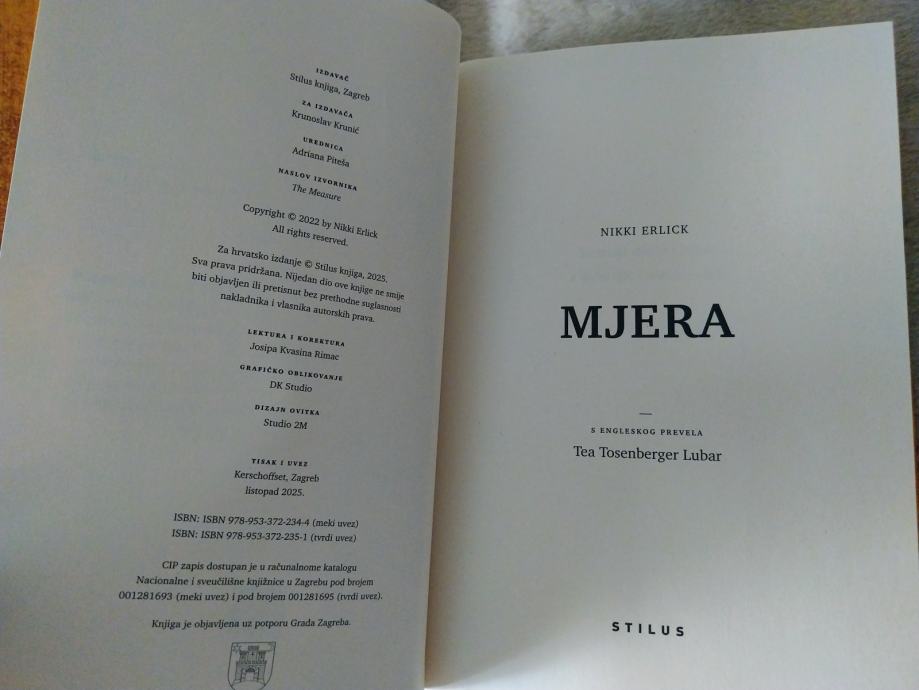 IZDAVAČ
Stilus knjiga, Zagreb
ZA IZDAVAČA
Krunoslav Krunić
UREDNICA
Adriana Piteša
NASLOV IZVORNIKA
The Measure
Copyright © 2022 by Nikki Erlick
All rights reserved.
Za hrvatsko izdanje © Stilus knjiga, 2025.
Sva prava pridržana. Nijedan dio ove knjige ne smije
biti objavljen ili pretisnut bez prethodne suglasnosti
nakladnika i vlasnika autorskih prava.
LEKTURA I KOREKTURA
Josipa Kvasina Rimac
GRAFIČKO OBLIKOVANJE
DK Studio
DIZAJN OVITKA
Studio 2M
TISAK I UVEZ
Kerschoffset, Zagreb
listopad 2025.
ISBN: ISBN 978-953-372-234-4 (meki uvez)
ISBN: ISBN 978-953-372-235-1 (tvrdi uvez)
CIP zapis dostupan je u računalnome katalogu
Nacionalne i sveučilišne knjižnice u Zagrebu pod brojem
001281693 (meki uvez) i pod brojem 001281695 (tvrdi uvez).
Knjiga je objavljena uz potporu Grada Zagreba.
NIKKI ERLICK
MJERA
S ENGLESKOG PREVELA
Tea Tosenberger Lubar
STILUS